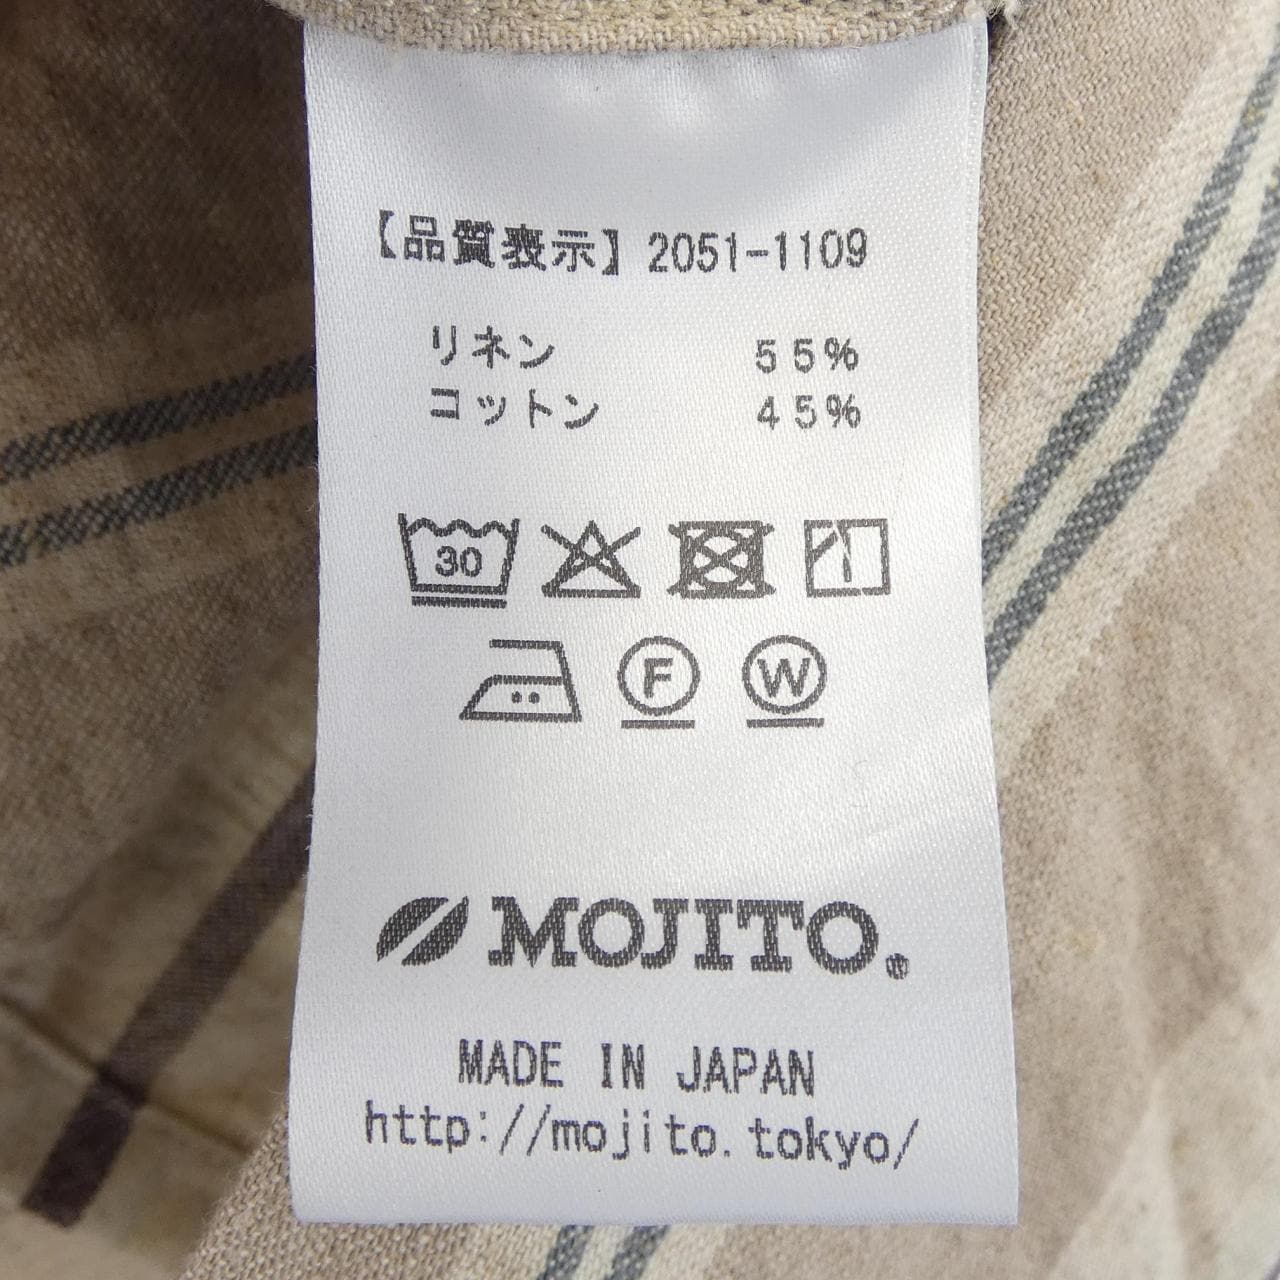 【品質表示】2051-1109
リネン 55%
コットン 45%
30
F W
MOJITO.®
MADE IN JAPAN
http://mojito.tokyo/